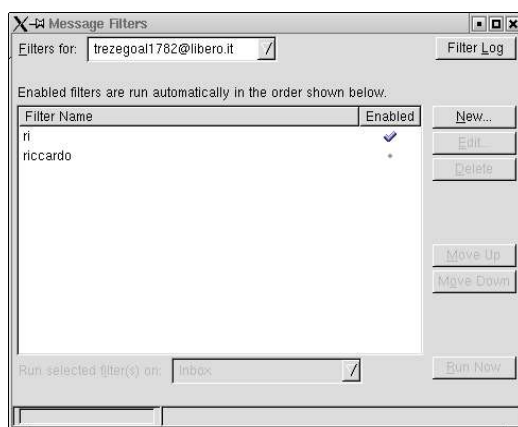 Message Filters
Filters for: trezegoal1782@libero.it
Filter Log
Enabled filters are run automatically in the order shown below.
Filter Name Enabled
New...
ri
Edit...
riccardo
Delete
Move Up
Move Down
Run selected filter(s) on: Inbox
Run Now